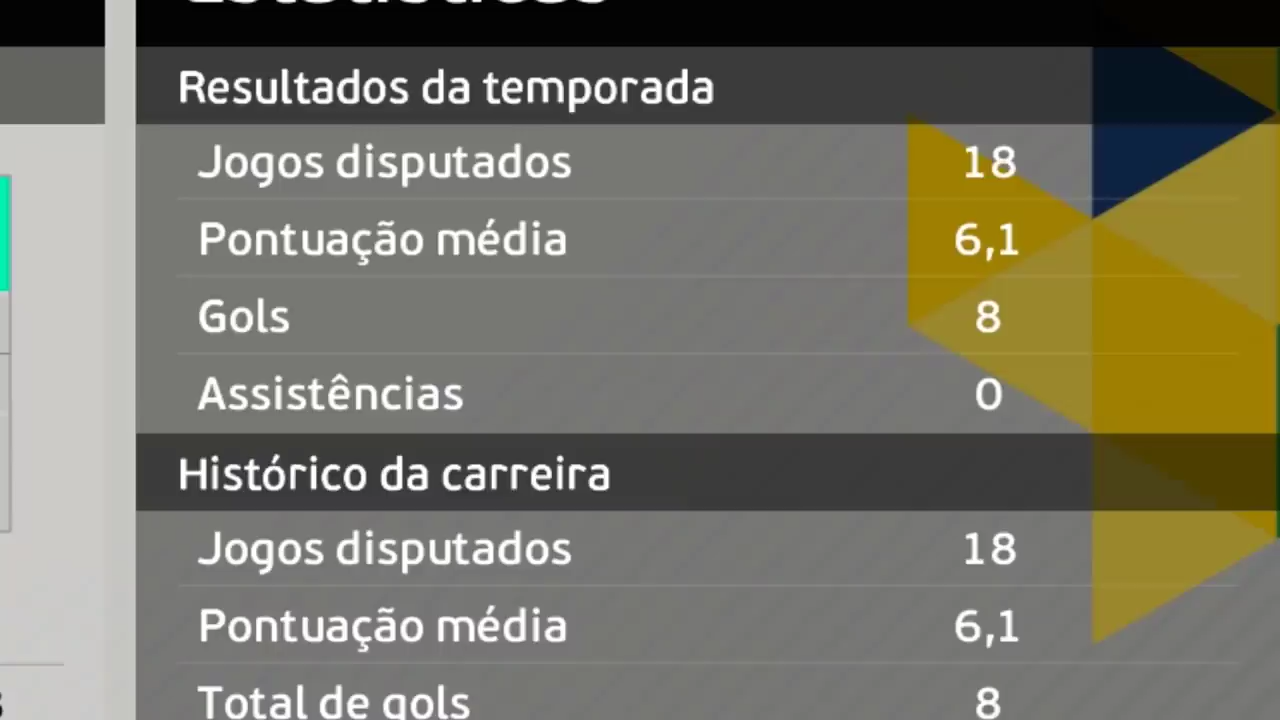 Estatísticas
Resultados da temporada
Jogos disputados 18
Pontuação média 6,1
Gols 8
Assistências 0
Histórico da carreira
Jogos disputados 18
Pontuação média 6,1
Total de gols 8